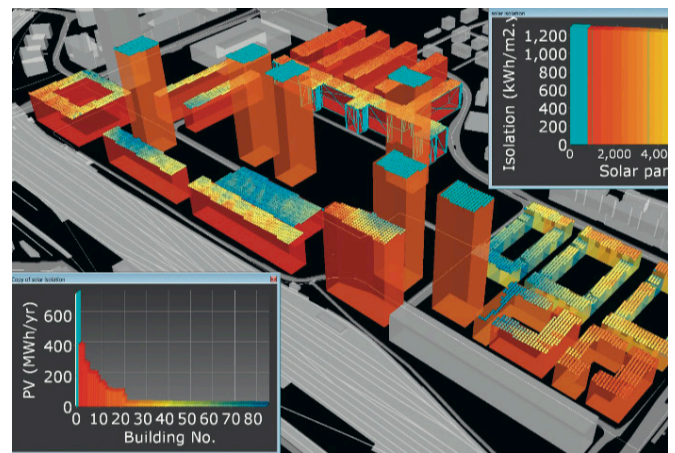 solar isolation
Isolation (kWh/m2.y
1,200
1,000
800
600
400
200
0
0 2,000 4,00
Solar par
Copy of solar isolation
PV (MWh/yr)
600
400
200
0
0 10 20 30 40 50 60 70 80
Building No.